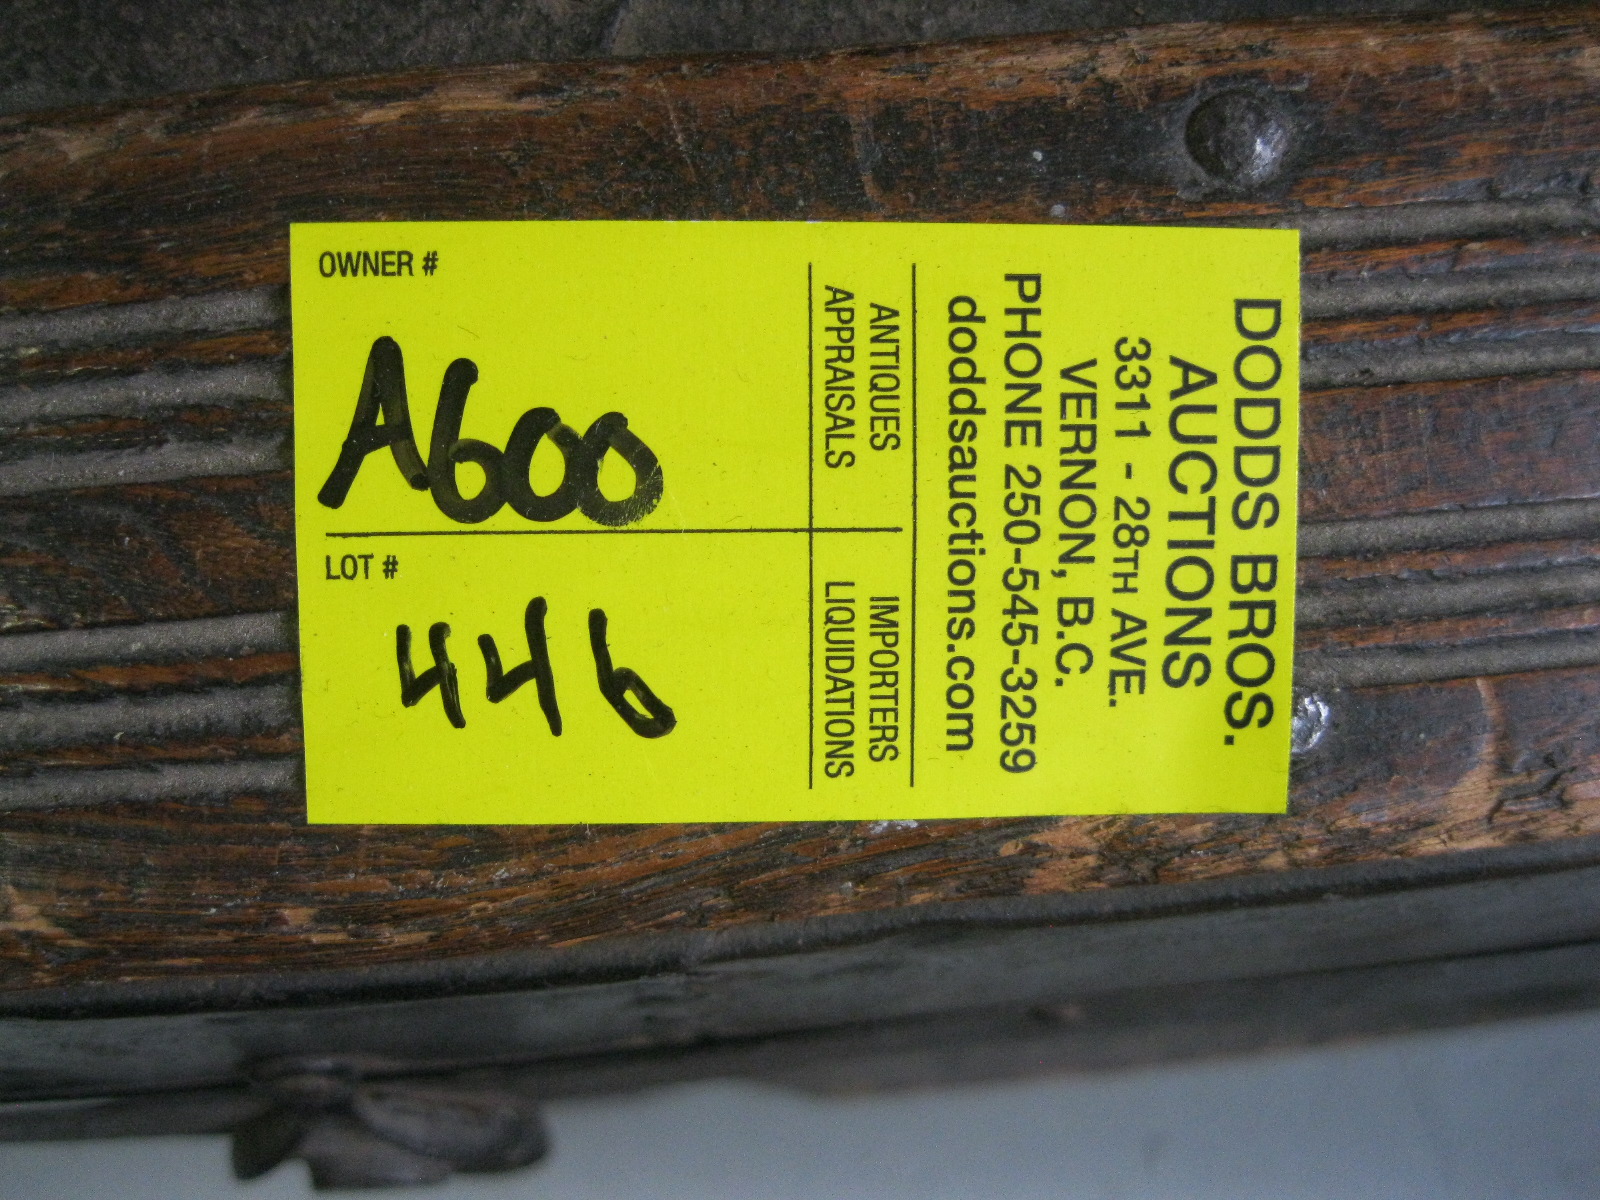 DODDS BROS.
AUCTIONS
3311 - 28TH AVE.
VERNON, B.C.
PHONE 250-545-3259
doddsauctions.com
ANTIQUES IMPORTERS
APPRAISALS LIQUIDATIONS
OWNER #
A600
LOT #
446